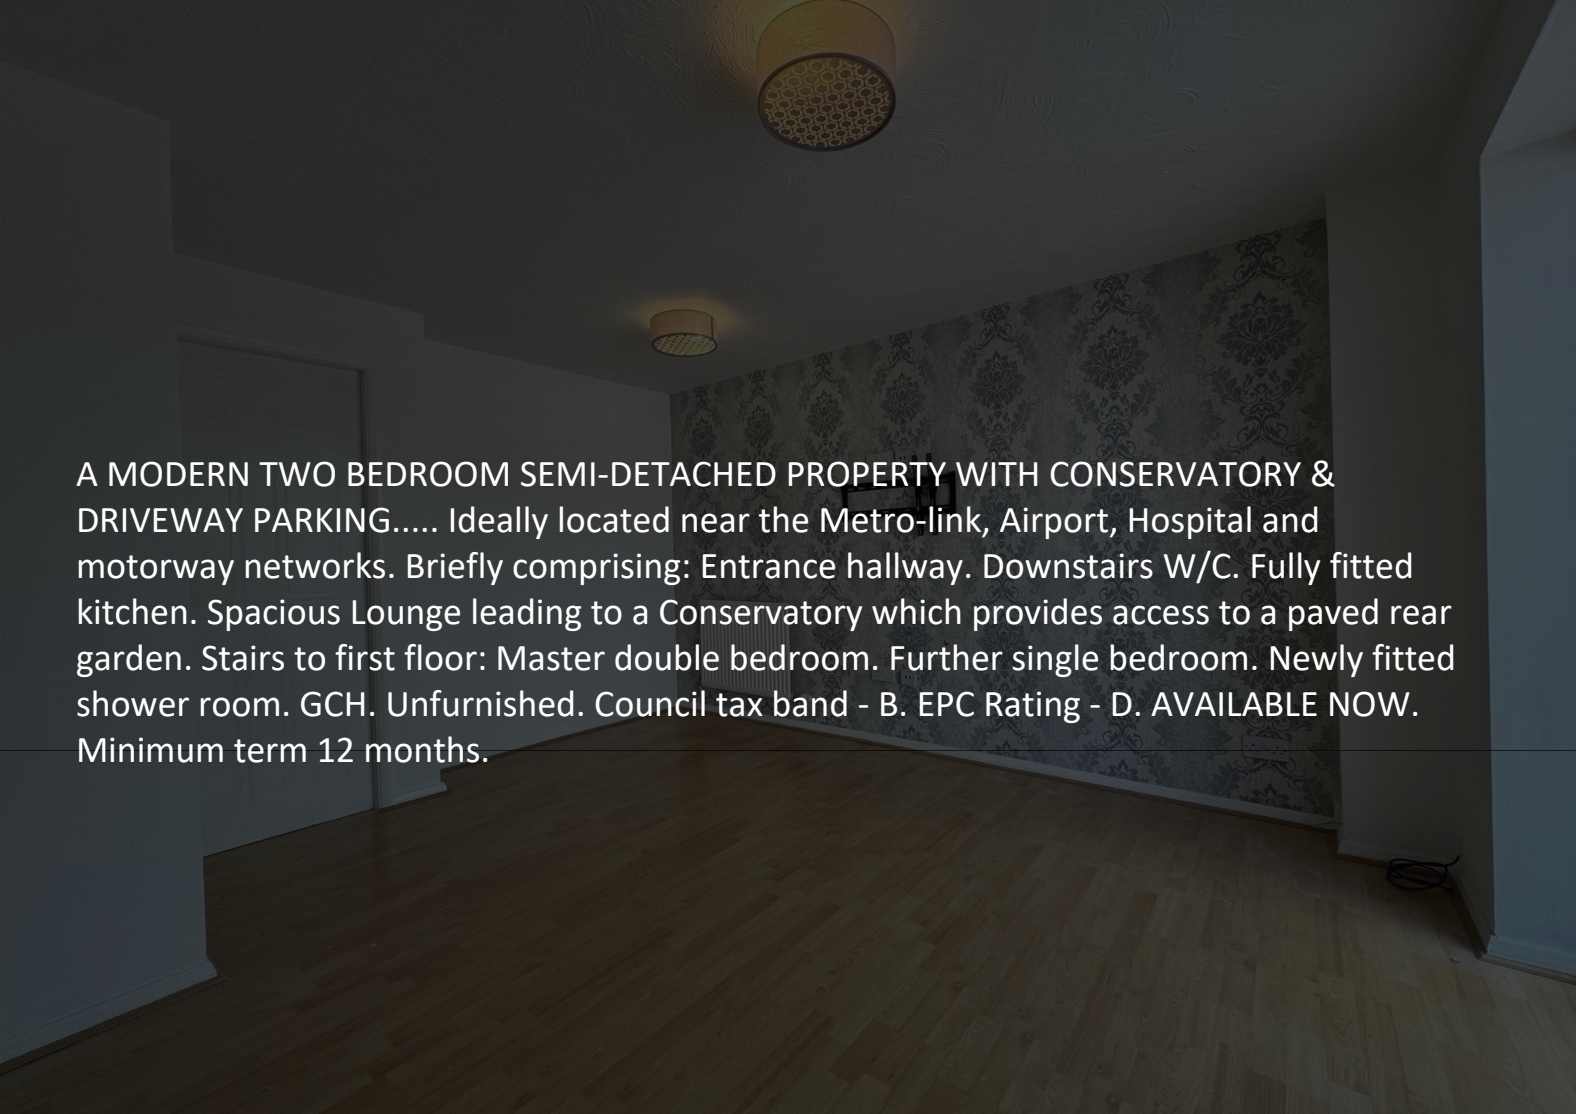 A MODERN TWO BEDROOM SEMI-DETACHED PROPERTY WITH CONSERVATORY &
DRIVEWAY PARKING..... Ideally located near the Metro-link, Airport, Hospital and
motorway networks. Briefly comprising: Entrance hallway. Downstairs W/C. Fully fitted
kitchen. Spacious Lounge leading to a Conservatory which provides access to a paved rear
garden. Stairs to first floor: Master double bedroom. Further single bedroom. Newly fitted
shower room. GCH. Unfurnished. Council tax band - B. EPC Rating - D. AVAILABLE NOW.
Minimum term 12 months.